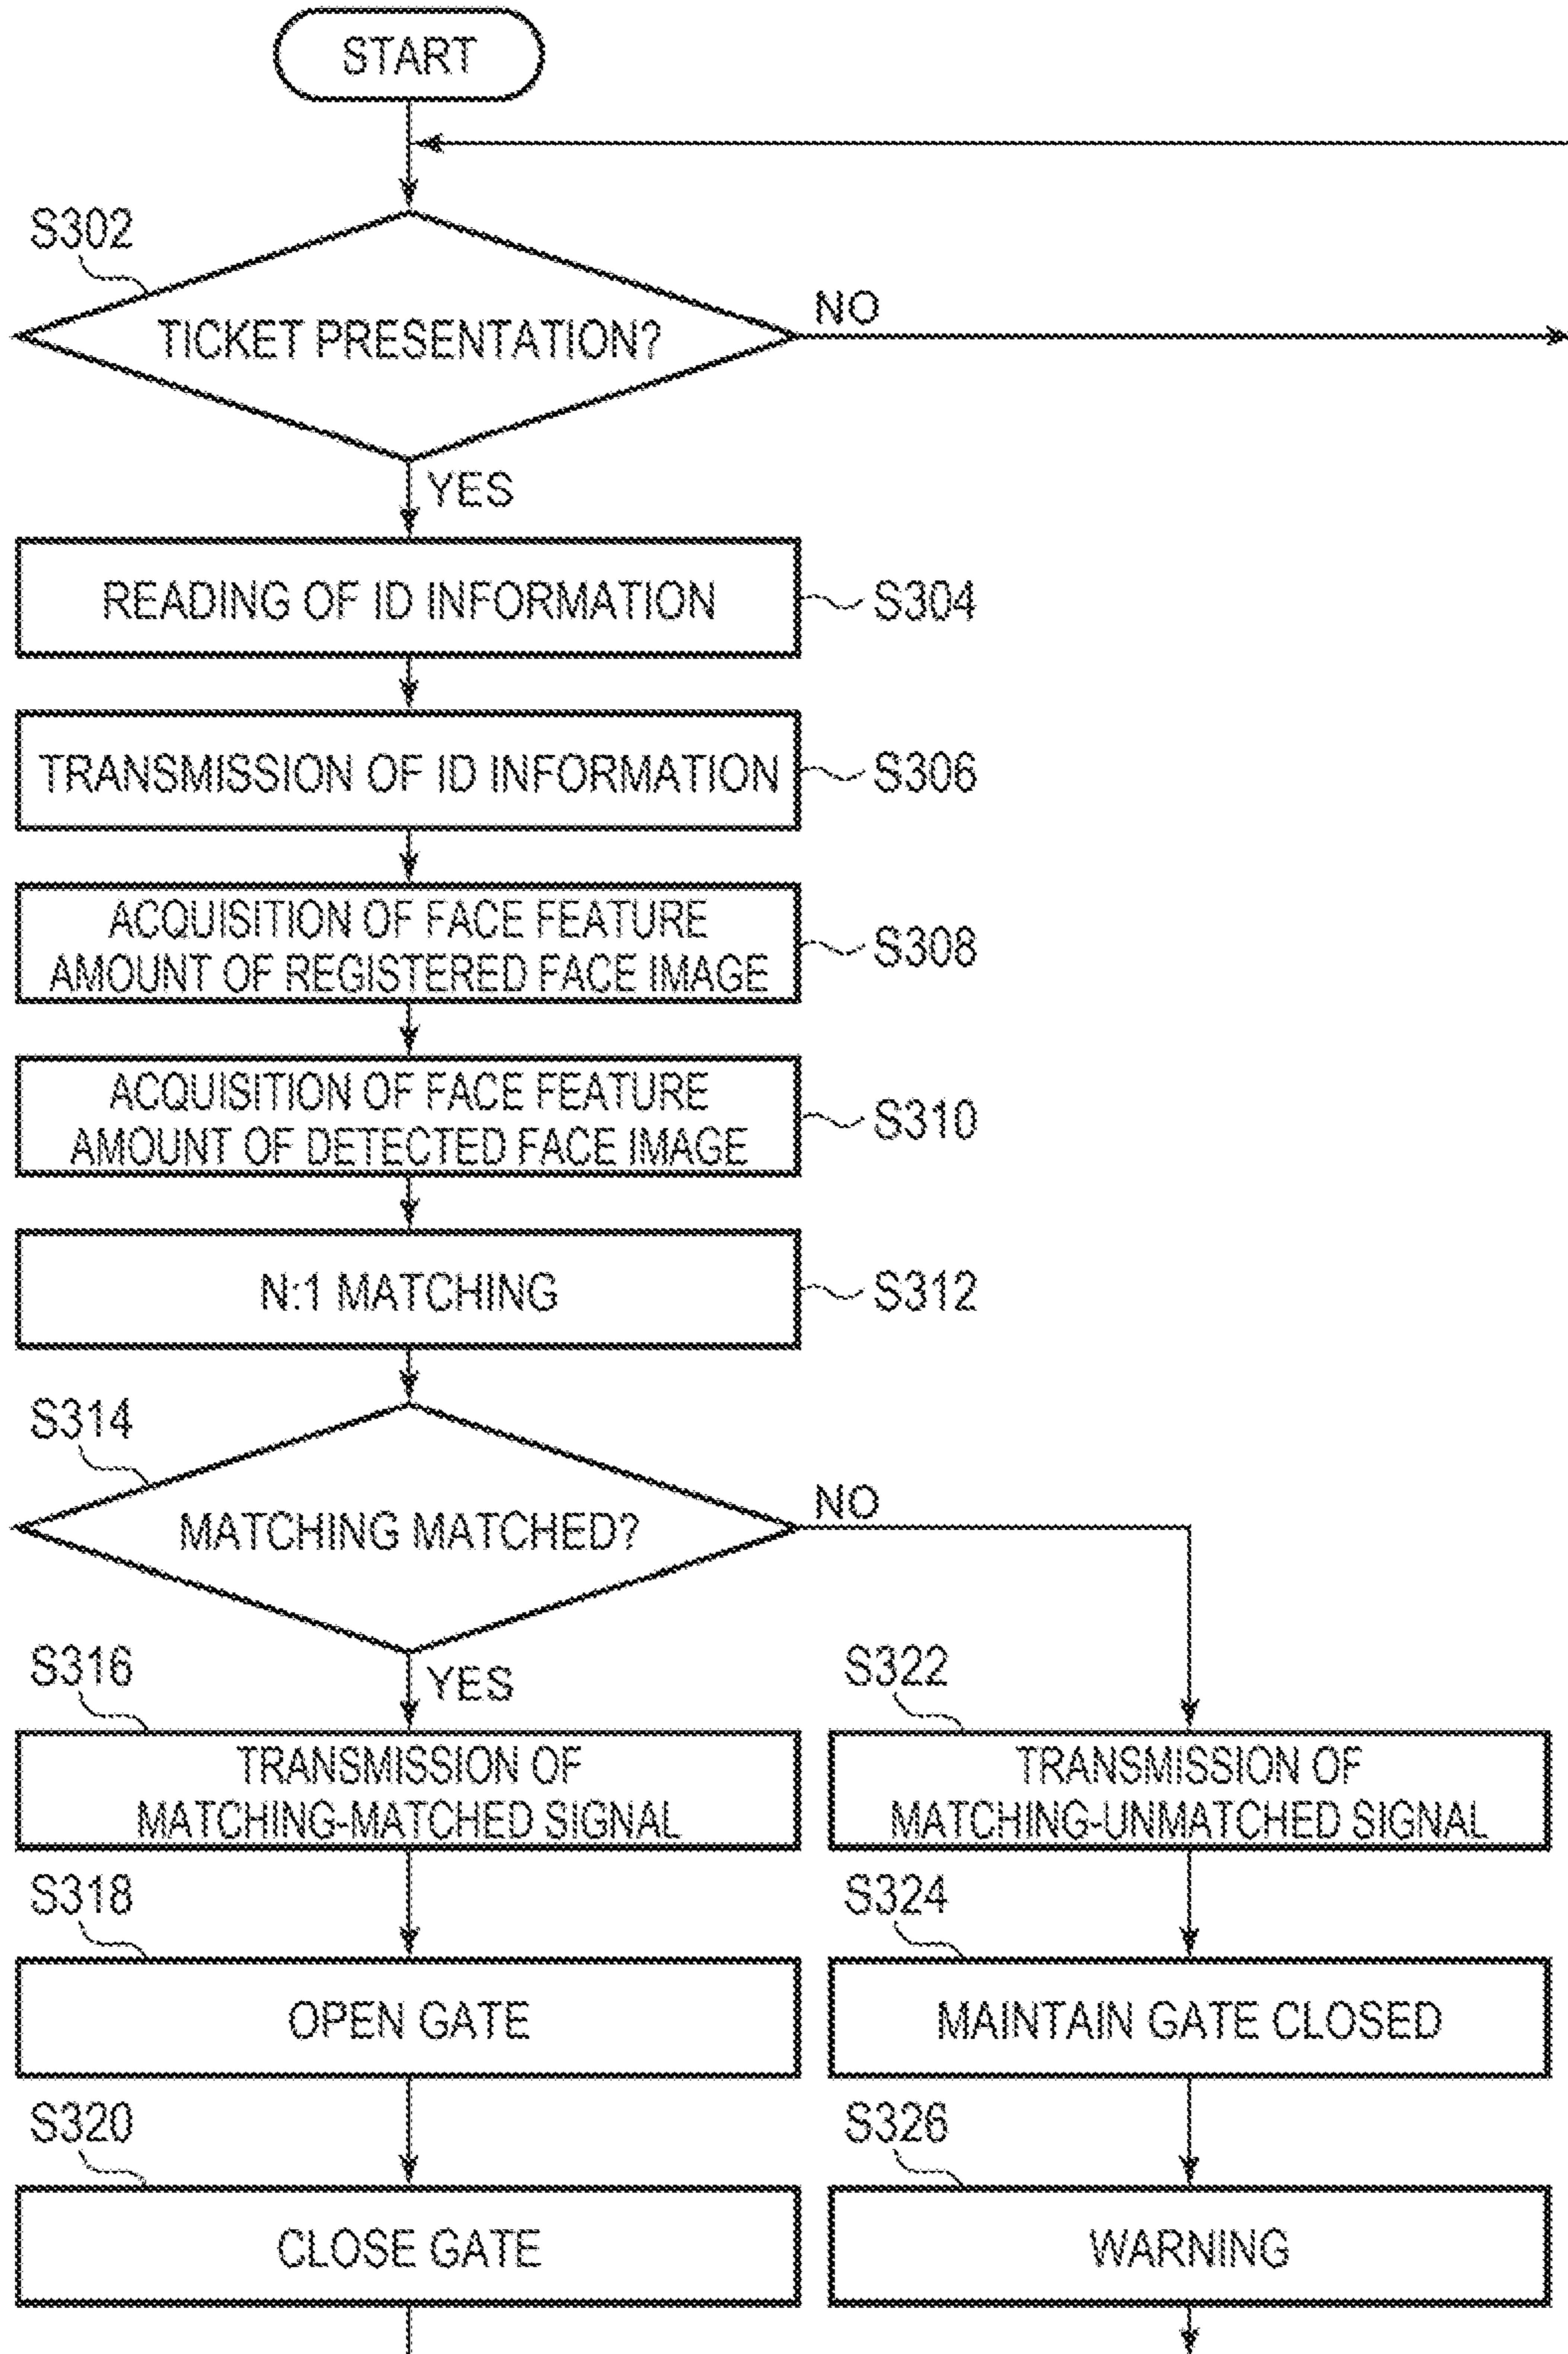 START
S302
TICKET PRESENTATION?
NO
YES
READING OF ID INFORMATION
S304
TRANSMISSION OF ID INFORMATION
S306
ACQUISITION OF FACE FEATURE
AMOUNT OF REGISTERED FACE IMAGE
S308
ACQUISITION OF FACE FEATURE
AMOUNT OF DETECTED FACE IMAGE
S310
N:1 MATCHING
S312
S314
MATCHING MATCHED?
NO
YES
S316
TRANSMISSION OF
MATCHING-MATCHED SIGNAL
S322
TRANSMISSION OF
MATCHING-UNMATCHED SIGNAL
S318
OPEN GATE
S324
MAINTAIN GATE CLOSED
S320
CLOSE GATE
S326
WARNING